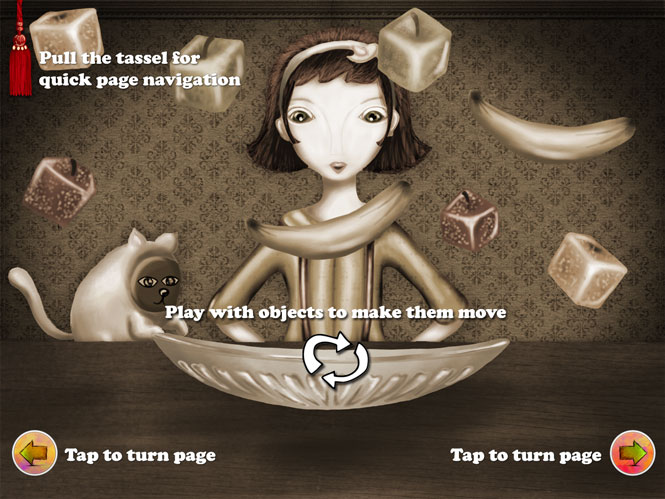 Pull the tassel for
quick page navigation
Play with objects to make them move
Tap to turn page
Tap to turn page